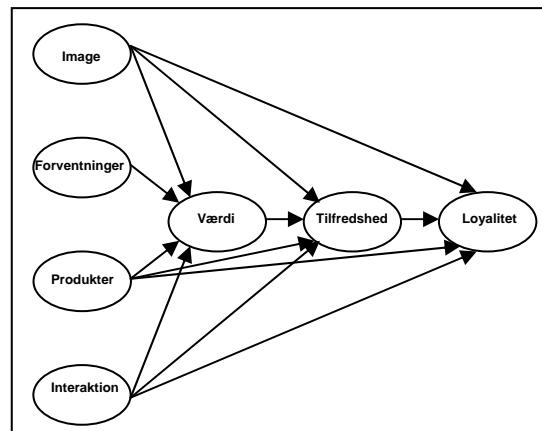 Image
Forventninger
Værdi
Tilfredshed
Loyalitet
Produkter
Interaktion